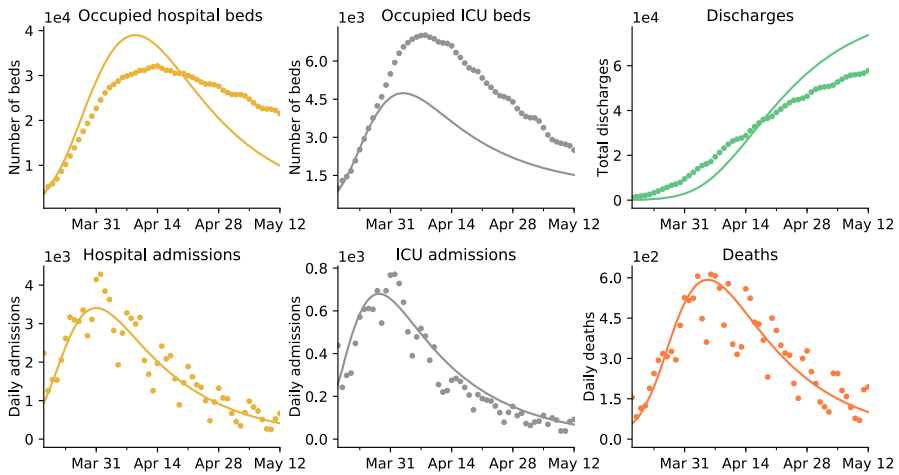 Occupied hospital beds
1e4
4
3
2
1
Number of beds
Mar 31 Apr 14 Apr 28 May 12
Occupied ICU beds
1e3
6.0
4.5
3.0
1.5
Number of beds
Mar 31 Apr 14 Apr 28 May 12
Discharges
1e4
6
4
2
0
Total discharges
Mar 31 Apr 14 Apr 28 May 12
Hospital admissions
1e3
4
3
2
1
0
Daily admissions
Mar 31 Apr 14 Apr 28 May 12
ICU admissions
1e3
0.8
0.6
0.4
0.2
0.0
Daily admissions
Mar 31 Apr 14 Apr 28 May 12
Deaths
1e2
6.0
4.5
3.0
1.5
0.0
Daily deaths
Mar 31 Apr 14 Apr 28 May 12